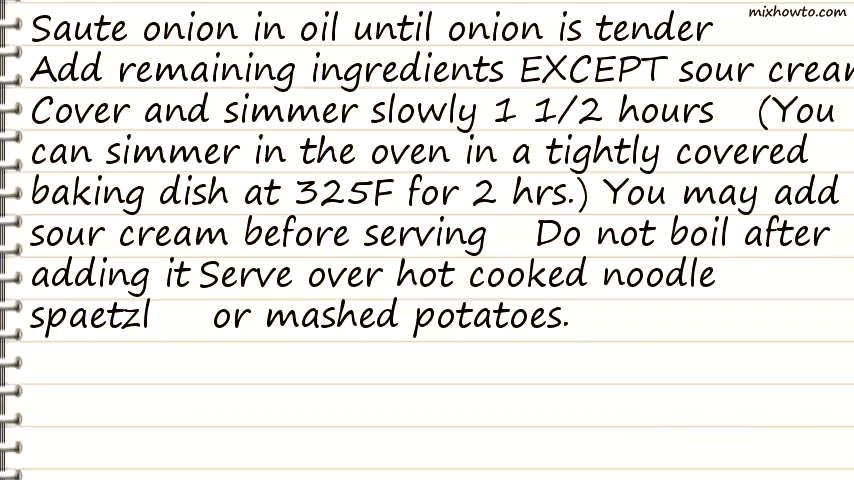 mixhowto.com
Saute onion in oil until onion is tender
Add remaining ingredients EXCEPT sour crea
Cover and simmer slowly 1 1/2 hours (You
can simmer in the oven in a tightly covered
baking dish at 325F for 2 hrs.) You may add
sour cream before serving Do not boil after
adding it Serve over hot cooked noodle
spaetzl or mashed potatoes.